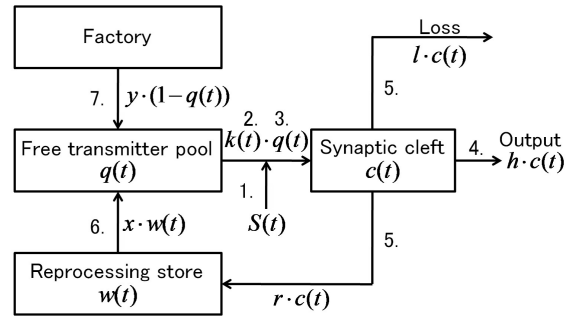 Factory
Loss
l·c(t)
7.
y·(1−q(t))
5.
2. 3.
k(t)·q(t)
Free transmitter pool
q(t)
Synaptic cleft
c(t)
4.
Output
h·c(t)
1.
S(t)
6.
x·w(t)
5.
Reprocessing store
w(t)
r·c(t)